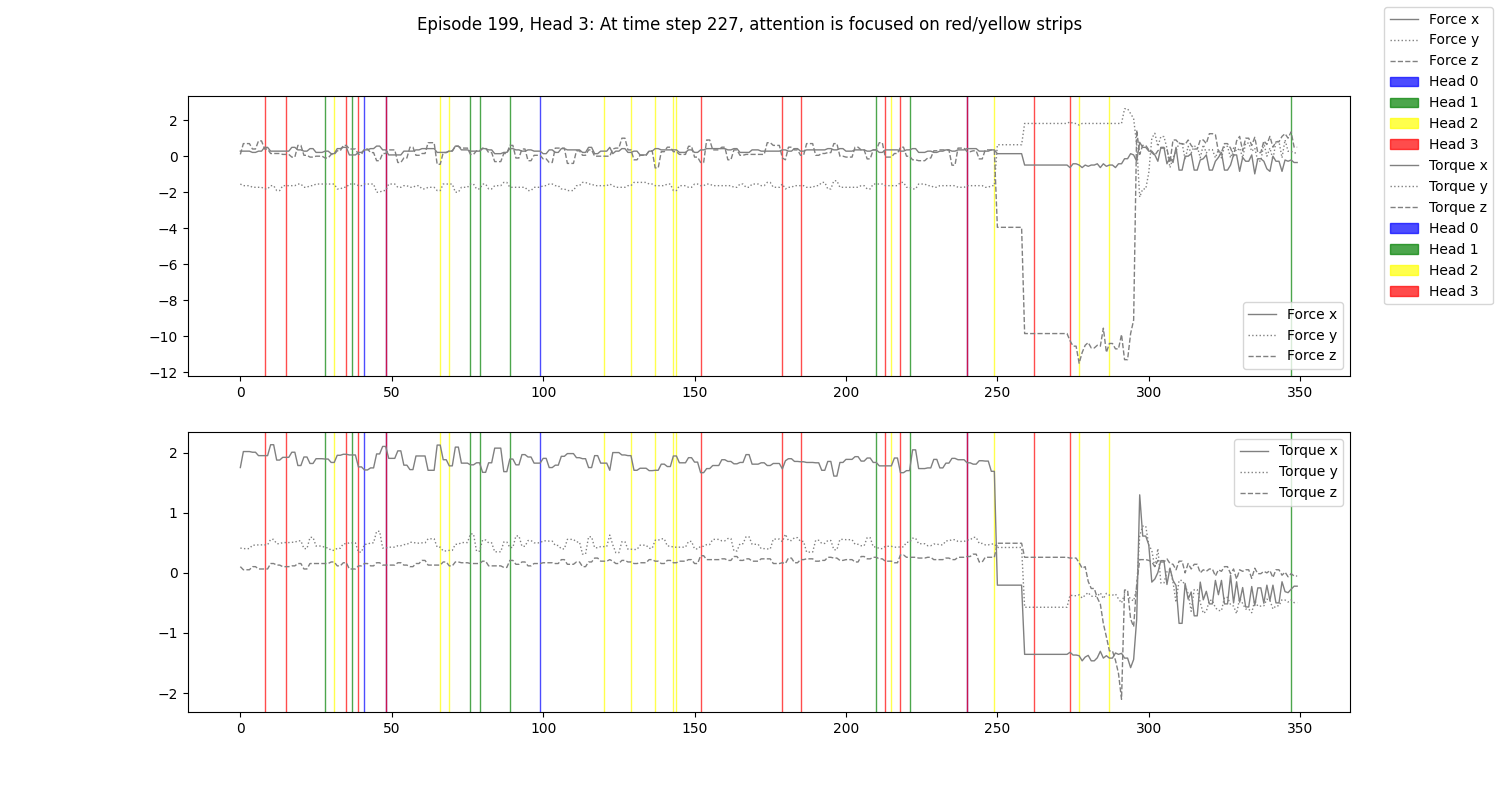 Episode 199, Head 3: At time step 227, attention is focused on red/yellow strips
Force x
Force y
Force z
Head 0
Head 1
Head 2
Head 3
Torque x
Torque y
Torque z
Head 0
Head 1
Head 2
Head 3
2
0
−2
−4
−6
−8
−10
−12
Force x
Force y
Force z
0 50 100 150 200 250 300 350
2
1
0
−1
−2
Torque x
Torque y
Torque z
0 50 100 150 200 250 300 350